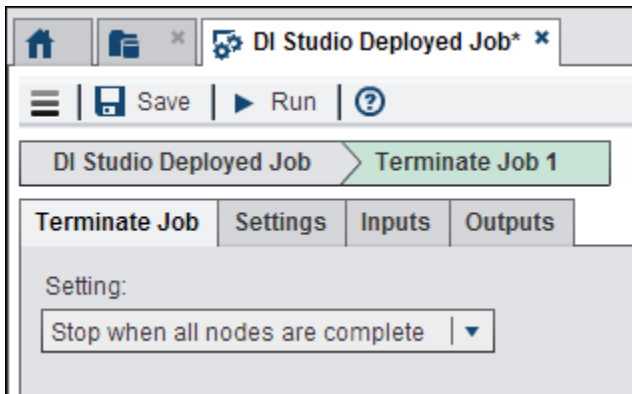 DI Studio Deployed Job*
Save Run
DI Studio Deployed Job Terminate Job 1
Terminate Job Settings Inputs Outputs
Setting:
Stop when all nodes are complete